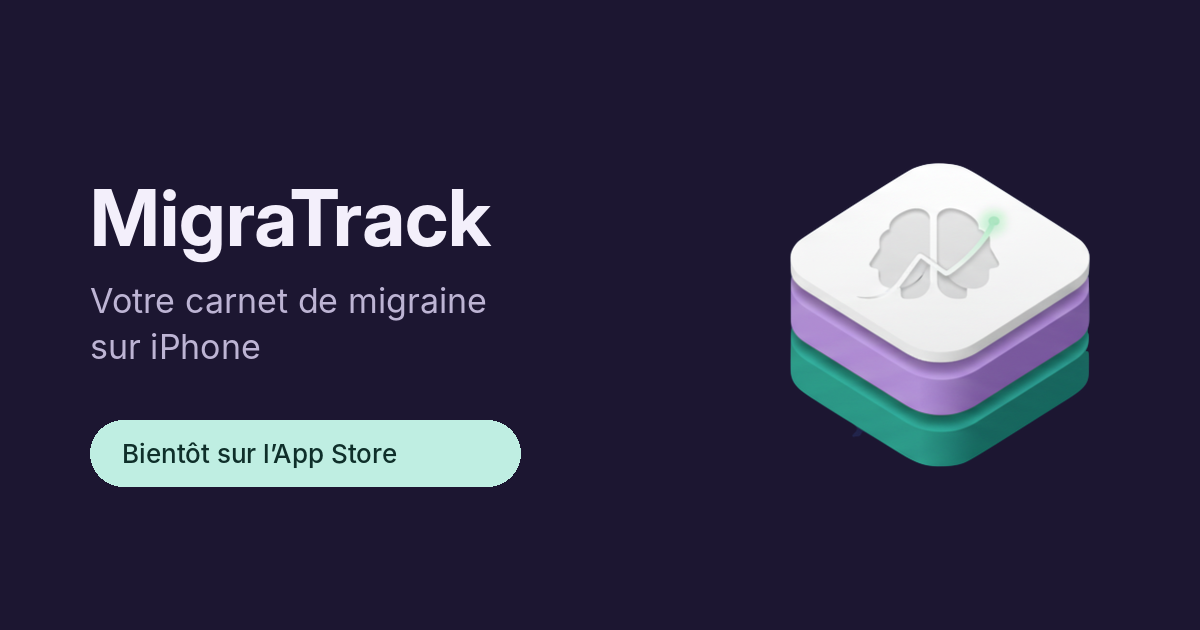 MigraTrack
Votre carnet de migraine
sur iPhone
Bientôt sur l’App Store